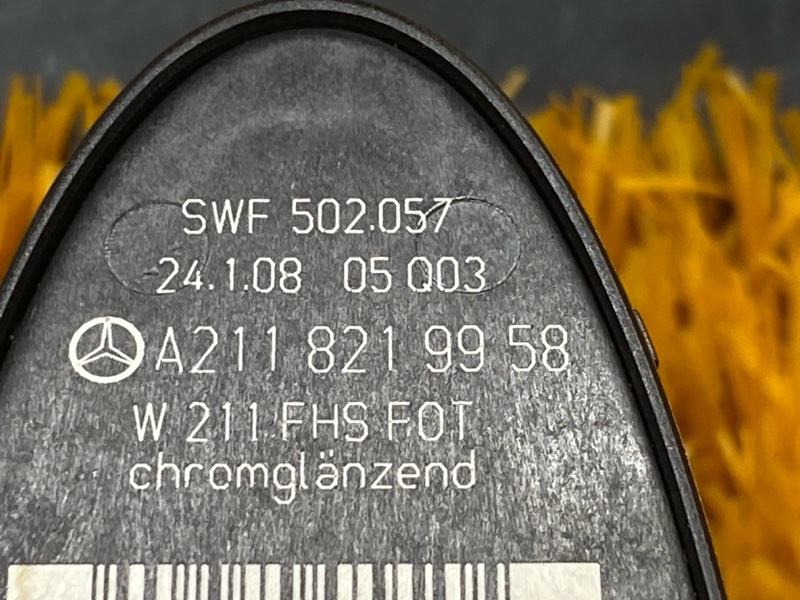 SWF 502.057
24.1.08 05 Q03
A211 821 99 58
W 211 FHS FOT
chromglänzend